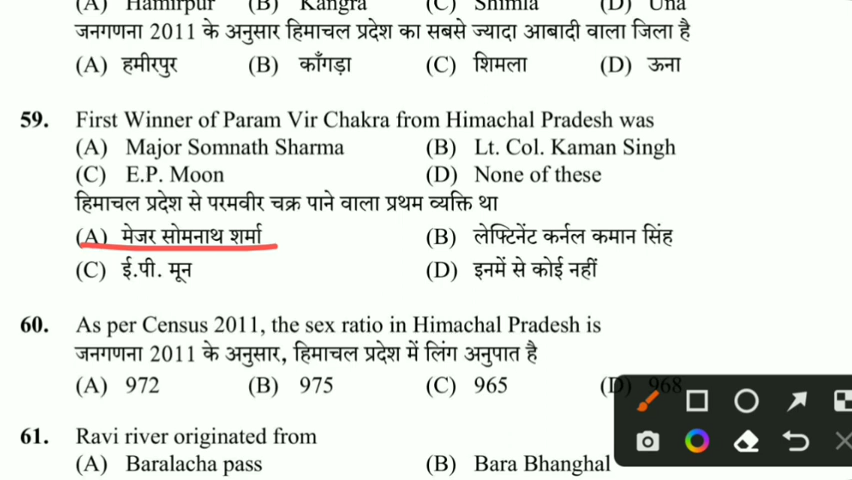 (A) Hamirpur (B) Kangra (C) Shimla (D) Una
जनगणना 2011 के अनुसार हिमाचल प्रदेश का सबसे ज्यादा आबादी वाला जिला है
(A) हमीरपुर (B) काँगड़ा (C) शिमला (D) ऊना
59. First Winner of Param Vir Chakra from Himachal Pradesh was
(A) Major Somnath Sharma (B) Lt. Col. Kaman Singh
(C) E.P. Moon (D) None of these
हिमाचल प्रदेश से परमवीर चक्र पाने वाला प्रथम व्यक्ति था
(A) मेजर सोमनाथ शर्मा (B) लेफ्टिनेंट कर्नल कमान सिंह
(C) ई.पी. मून (D) इनमें से कोई नहीं
60. As per Census 2011, the sex ratio in Himachal Pradesh is
जनगणना 2011 के अनुसार, हिमाचल प्रदेश में लिंग अनुपात है
(A) 972 (B) 975 (C) 965 (D) 968
61. Ravi river originated from
(A) Baralacha pass (B) Bara Bhanghal